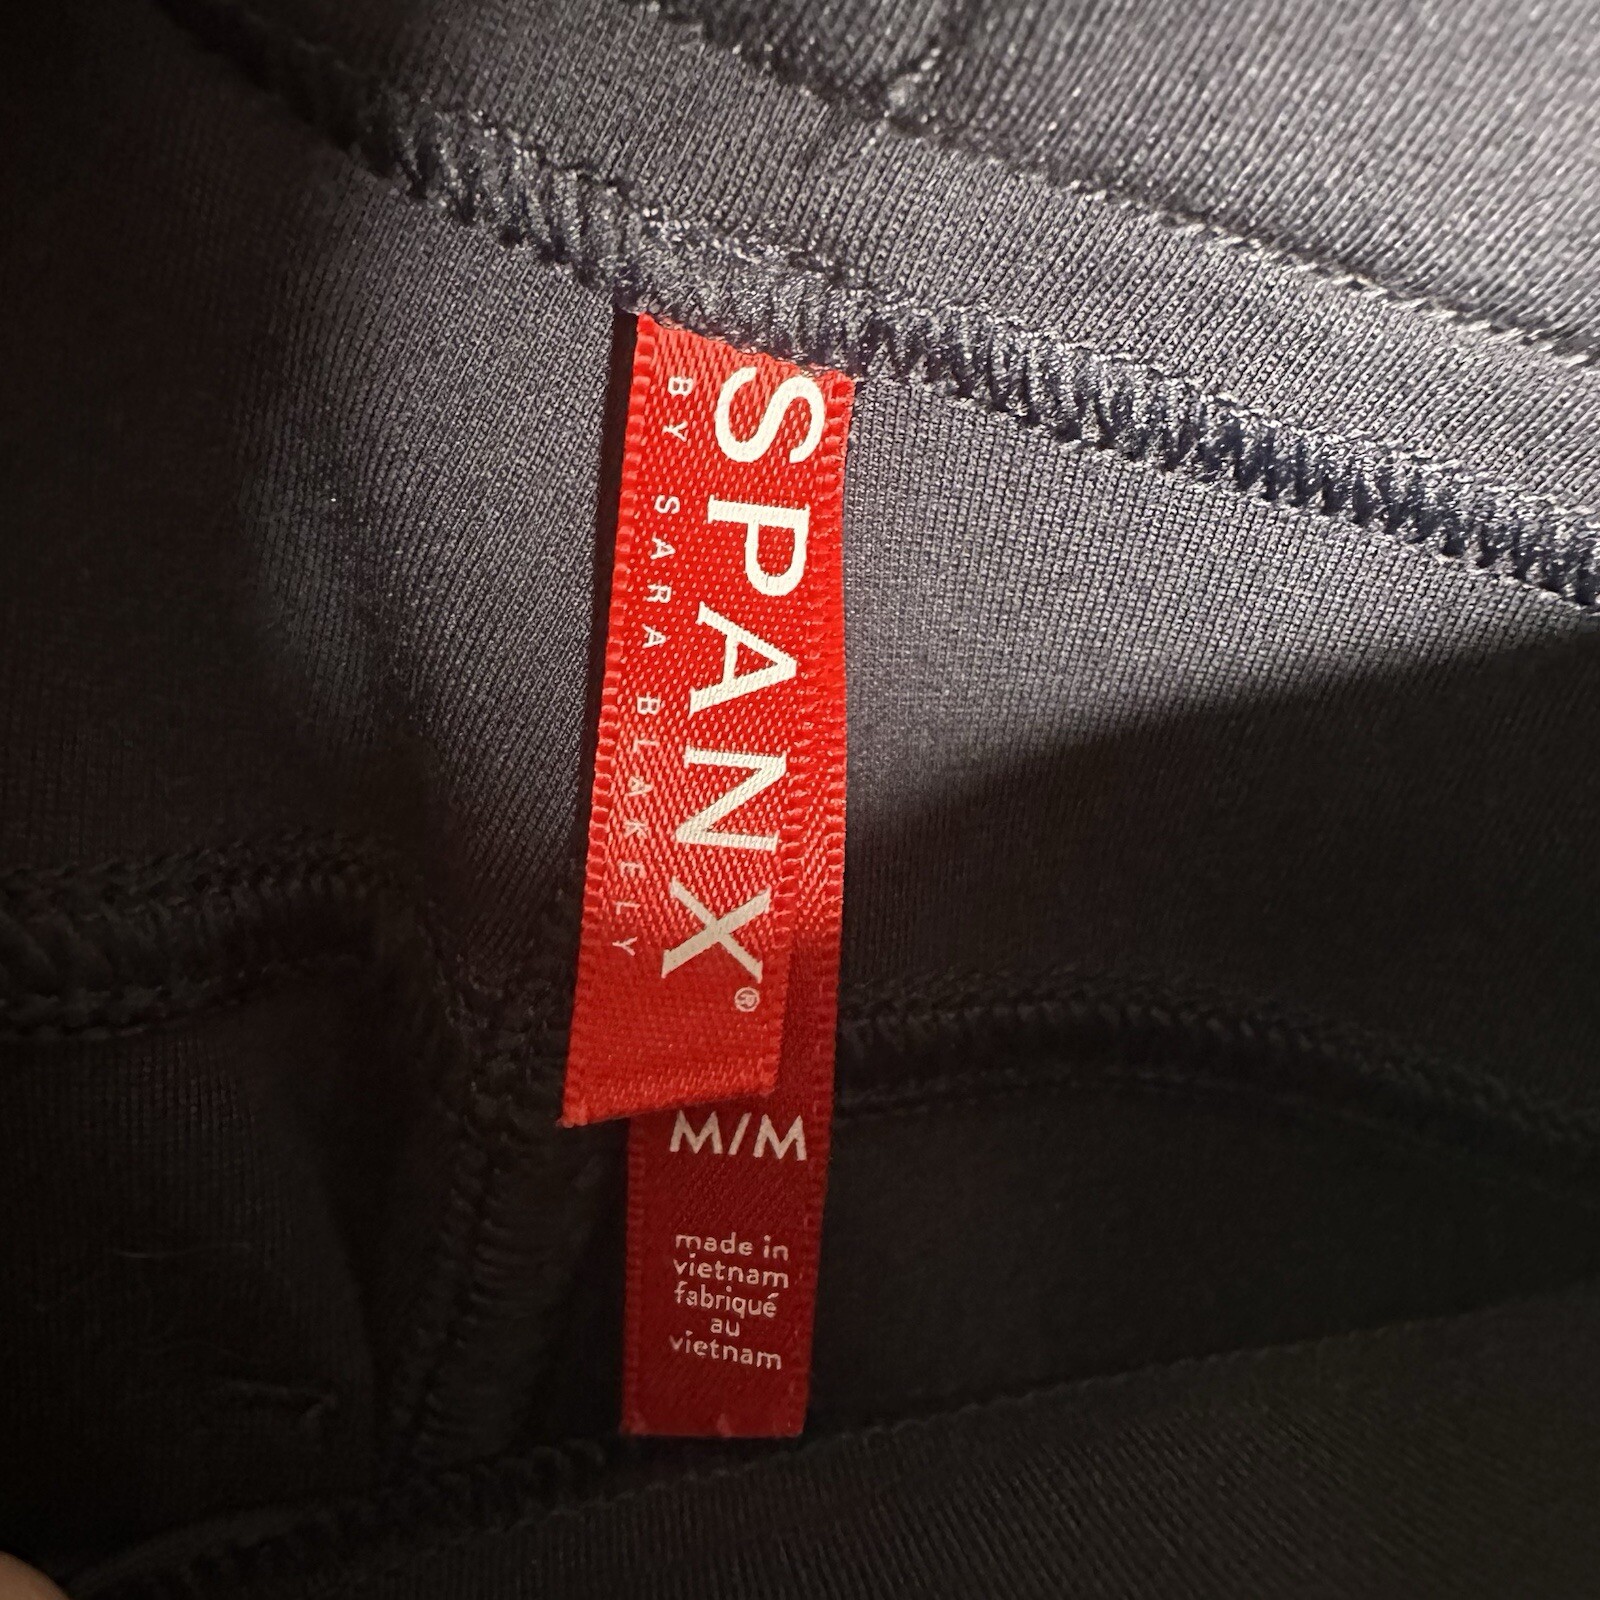 SPANX®
BY SARA BLAKELY
M/M
made in
vietnam
fabriqué
au
vietnam